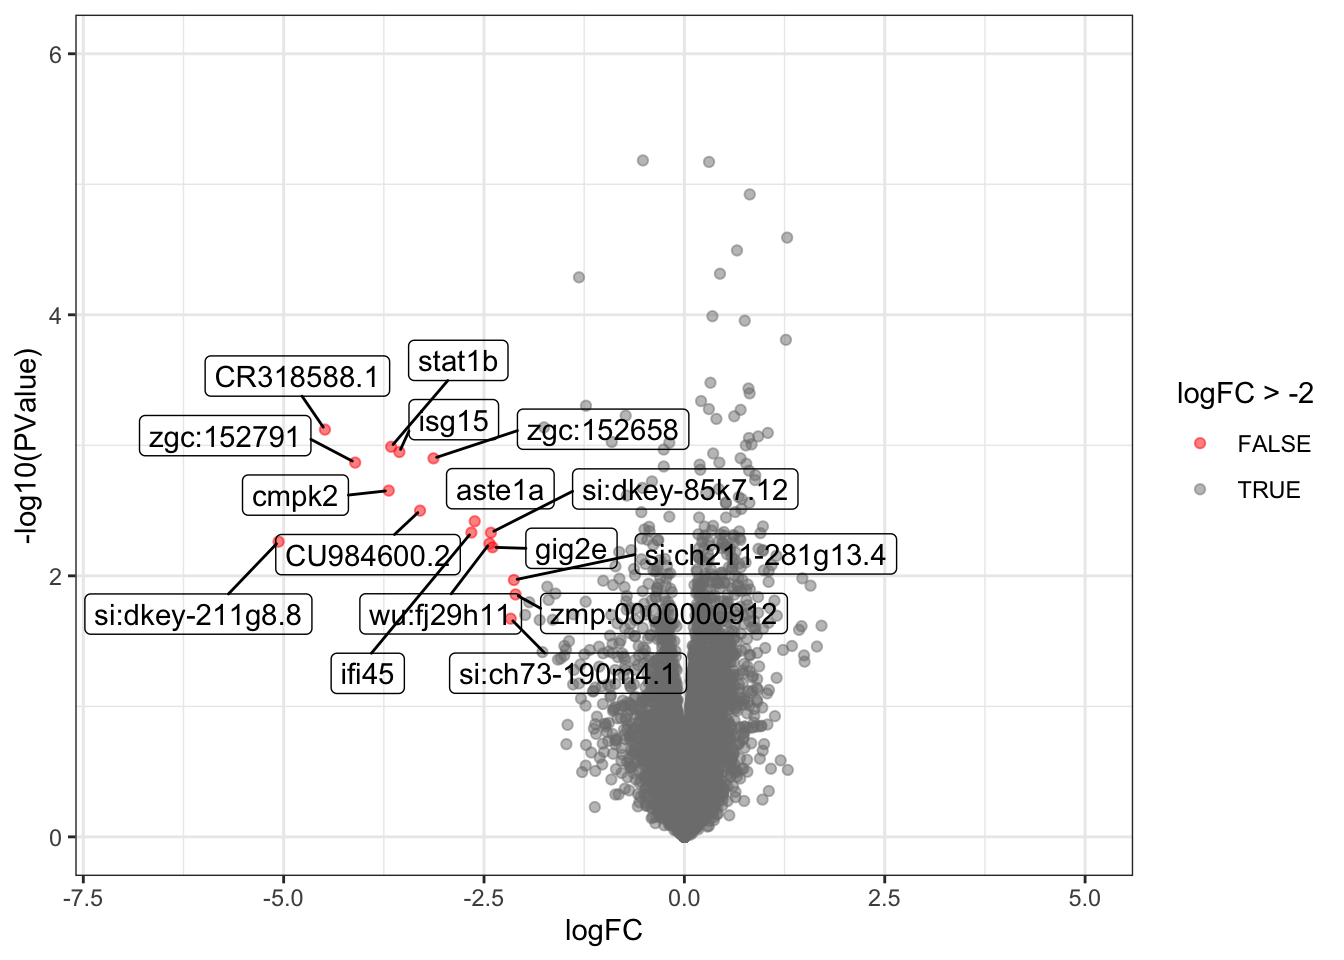 6
4
2
0
-log10(PValue)
stat1b
CR318588.1
isg15
zgc:152791
zgc:152658
cmpk2
aste1a
si:dkey-85k7.12
CU984600.2
gig2e
si:ch211-281g13.4
si:dkey-211g8.8
wu:fj29h11
zmp:0000000912
ifi45
si:ch73-190m4.1
-7.5
-5.0
-2.5
0.0
2.5
5.0
logFC
logFC > -2
FALSE
TRUE